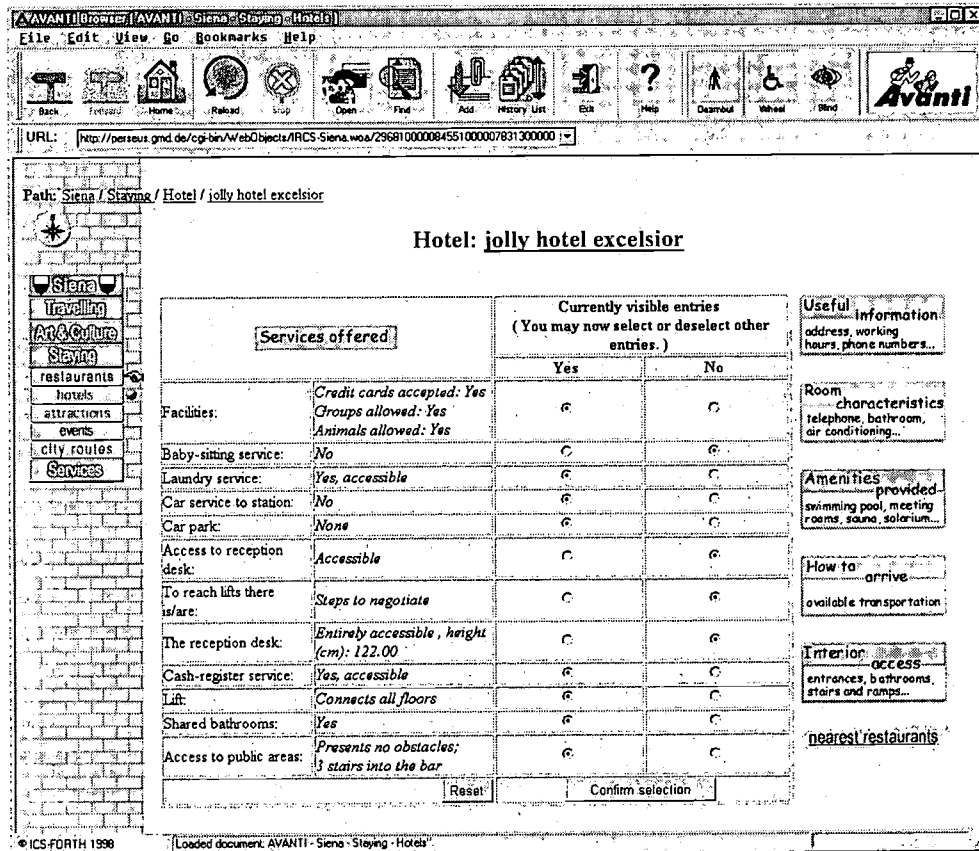 AVANTI Browser [AVANTI - Siena - Staying - Hotels]
File Edit View Go Bookmarks Help
Back Forward Home Reload Stop Open Find Add History List Exit Help Deambul Wheel Blind
Avanti
URL: http://perseus.gmd.de/cgi-bin/WebObjects/IRCS-Siena.woa/296810000084551000007831300000
Path: Siena / Staying / Hotel / jolly hotel excelsior
Hotel: jolly hotel excelsior
Siena
Travelling
Art & Culture
Staying
restaurants
hotels
attractions
events
city routes
Services
Services offered
Currently visible entries
( You may now select or deselect other
entries. )
Yes No
Facilities:
Credit cards accepted: Yes
Groups allowed: Yes
Animals allowed: Yes
Baby-sitting service: No
Laundry service: Yes, accessible
Car service to station: No
Car park: None
Access to reception
desk:
Accessible
To reach lifts there
is/are:
Steps to negotiate
The reception desk:
Entirely accessible , height
(cm): 122.00
Cash-register service: Yes, accessible
Lift: Connects all floors
Shared bathrooms: Yes
Access to public areas:
Presents no obstacles;
3 stairs into the bar
Reset Confirm selection
Useful
Information
address, working
hours, phone numbers...
Room
characteristics
telephone, bathroom,
air conditioning...
Amenities
provided
swimming pool, meeting
rooms, sauna, solarium...
How to
arrive
available transportation
Interior
access
entrances, bathrooms,
stairs and ramps...
nearest restaurants
© ICS-FORTH 1998 Loaded document: AVANTI - Siena - Staying - Hotels".